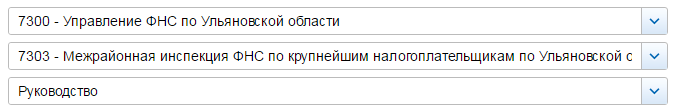 7300 - Управление ФНС по Ульяновской области
7303 - Межрайонная инспекция ФНС по крупнейшим налогоплательщикам по Ульяновской о
Руководство